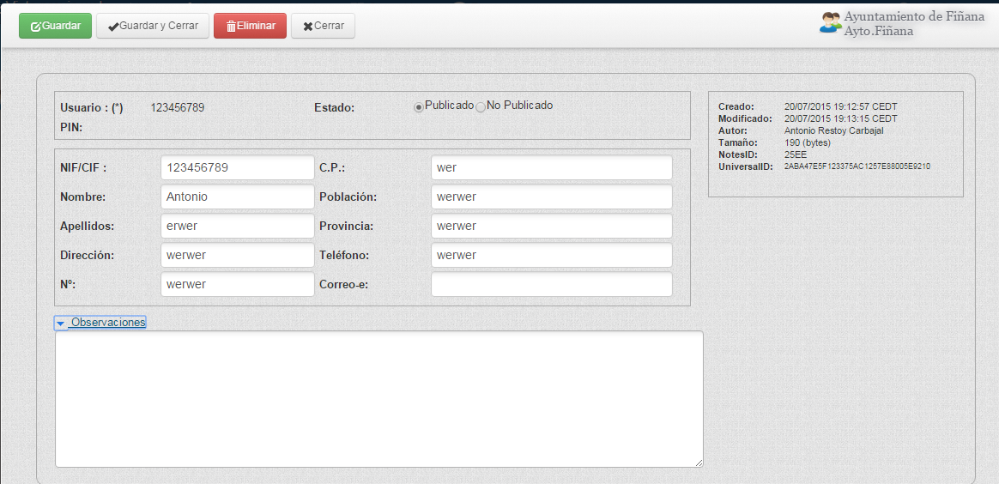 Guardar Guardar y Cerrar Eliminar Cerrar
Ayuntamiento de Fiñana
Ayto.Fiñana
Usuario : (*) 123456789 Estado: Publicado No Publicado
PIN:
NIF/CIF : 123456789 C.P.: wer
Nombre: Antonio Población: werwer
Apellidos: erwer Provincia: werwer
Dirección: werwer Teléfono: werwer
Nº: werwer Correo-e:
Observaciones
Creado: 20/07/2015 19:12:57 CEDT
Modificado: 20/07/2015 19:13:15 CEDT
Autor: Antonio Restoy Carbajal
Tamaño: 190 (bytes)
NotesID: 25EE
UniversalID: 2ABA47E5F123375AC1257E88005E9210